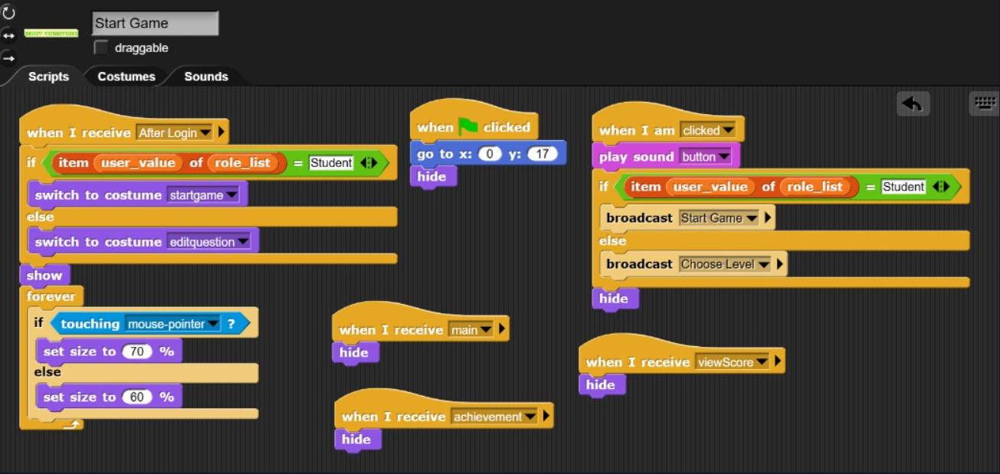 Start Game
draggable
Scripts Costumes Sounds
when I receive After Login
if item user_value of role_list = Student
switch to costume startgame
else
switch to costume editquestion
show
forever
if touching mouse-pointer ?
set size to 70 %
else
set size to 60 %
when clicked
go to x: 0 y: 17
hide
when I receive main
hide
when I receive achievement
hide
when I am clicked
play sound button
if item user_value of role_list = Student
broadcast Start Game
else
broadcast Choose Level
hide
when I receive viewScore
hide